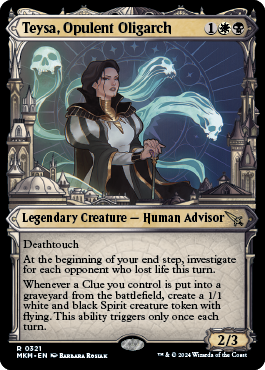 Teysa, Opulent Oligarch 1
Legendary Creature — Human Advisor
Deathtouch
At the beginning of your end step, investigate
for each opponent who lost life this turn.
Whenever a Clue you control is put into a
graveyard from the battlefield, create a 1/1
white and black Spirit creature token with
flying. This ability triggers only once each
turn.
2/3
R 0321
MKM • EN Barbara Rosiak
™ & © 2024 Wizards of the Coast